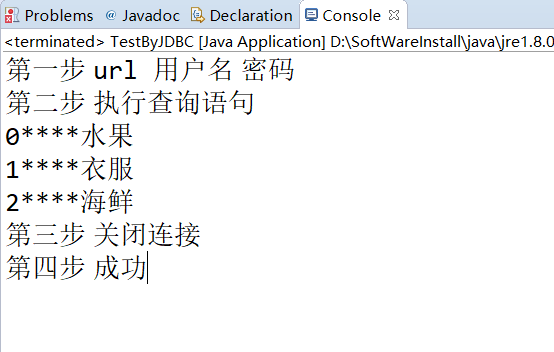 Problems @ Javadoc Declaration Console
<terminated> TestByJDBC [Java Application] D:\SoftWareInstall\java\jre1.8.0
第一步 url 用户名 密码
第二步 执行查询语句
0****水果
1****衣服
2****海鲜
第三步 关闭连接
第四步 成功